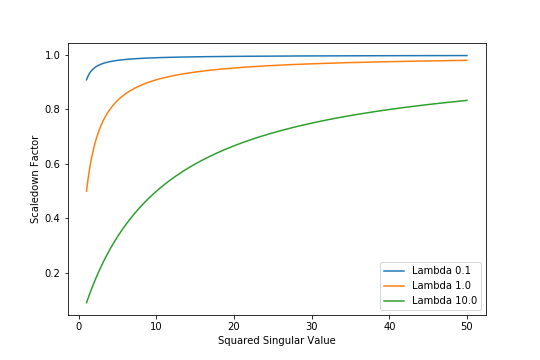 1.0
0.8
0.6
0.4
0.2
Scaledown Factor
0 10 20 30 40 50
Squared Singular Value
Lambda 0.1
Lambda 1.0
Lambda 10.0